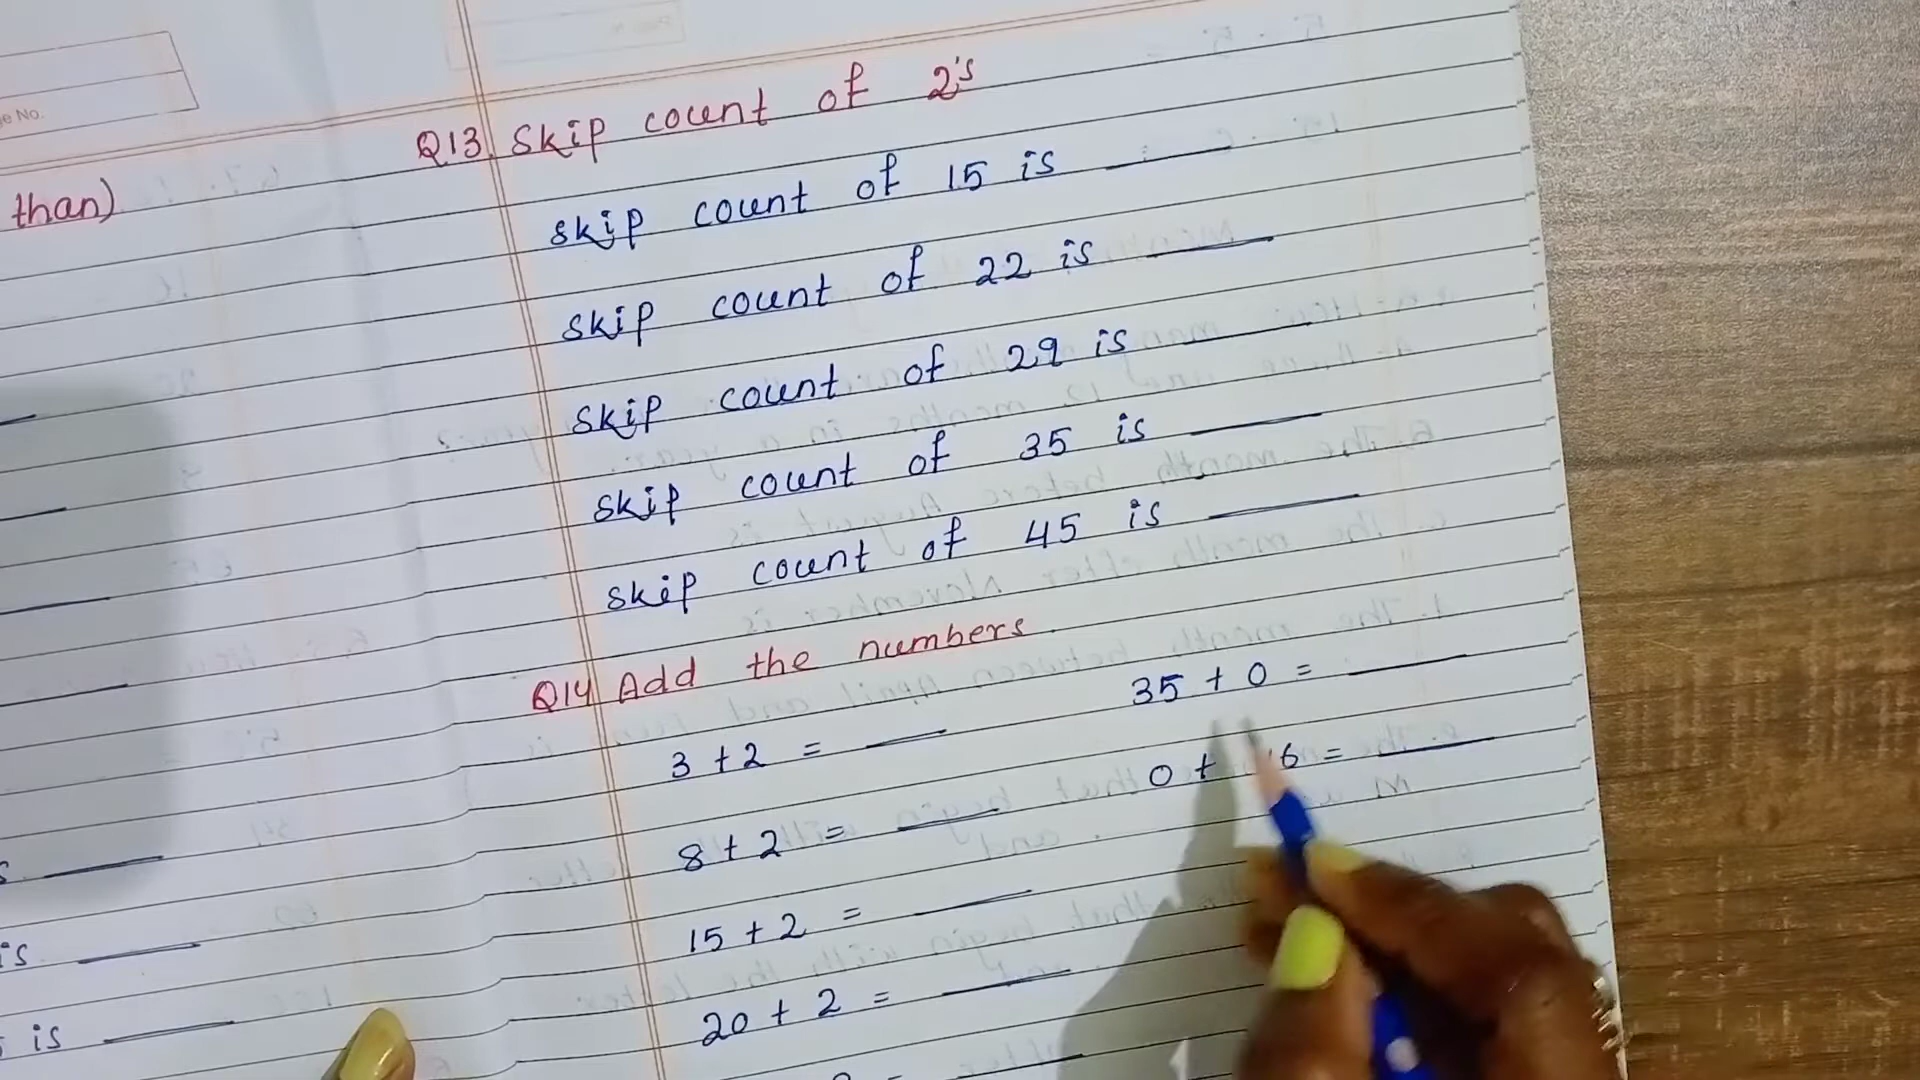 e No.
than)
is
is
Q13. Skip count of 2's
skip count of 15 is
skip count of 22 is
skip count of 29 is
skip count of 35 is
skip count of 45 is
Q14 Add the numbers
3 + 2 =
35 + 0 =
8 + 2 =
0 + 6 =
15 + 2 =
20 + 2 =